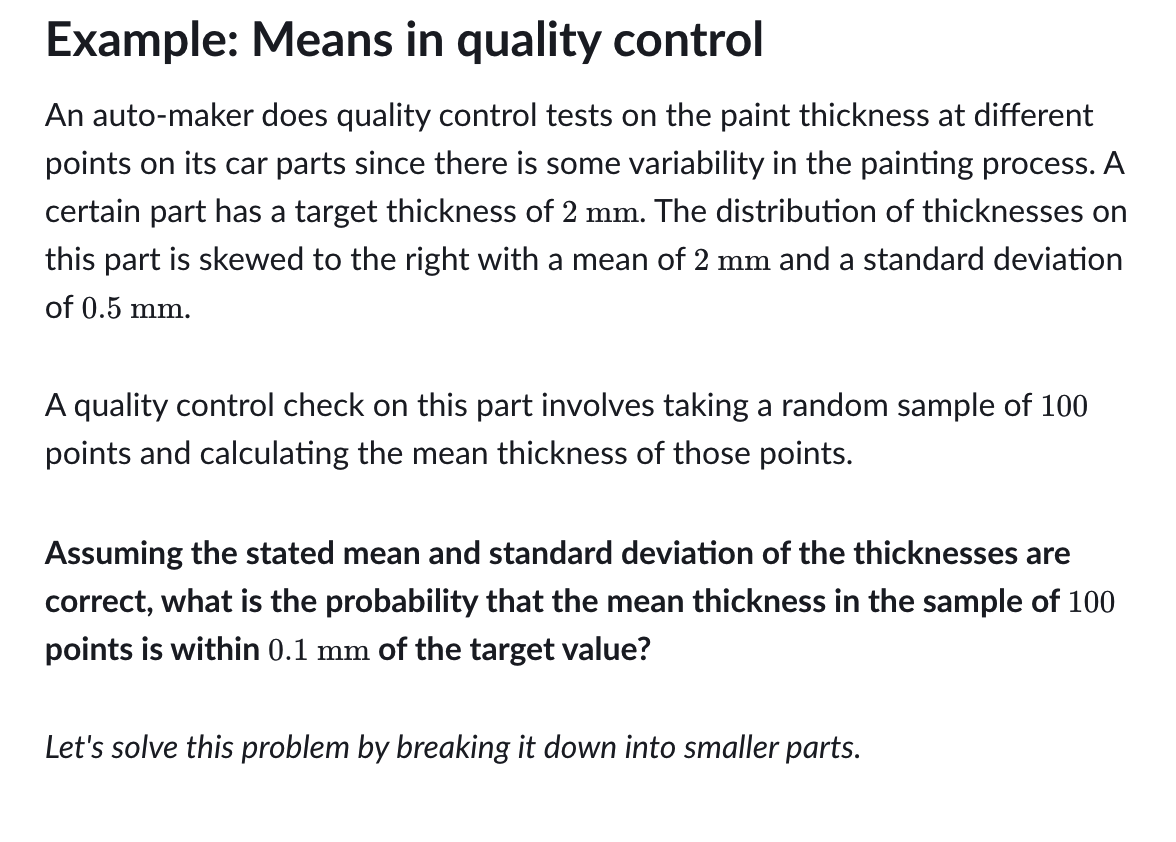 Example: Means in quality control
An auto-maker does quality control tests on the paint thickness at different
points on its car parts since there is some variability in the painting process. A
certain part has a target thickness of 2 mm. The distribution of thicknesses on
this part is skewed to the right with a mean of 2 mm and a standard deviation
of 0.5 mm.
A quality control check on this part involves taking a random sample of 100
points and calculating the mean thickness of those points.
Assuming the stated mean and standard deviation of the thicknesses are
correct, what is the probability that the mean thickness in the sample of 100
points is within 0.1 mm of the target value?
Let's solve this problem by breaking it down into smaller parts.